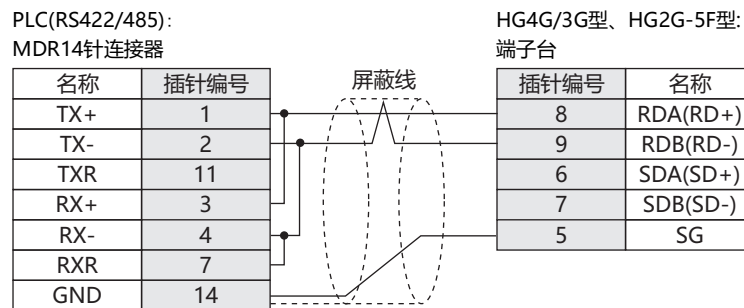 PLC(RS422/485):
MDR14针连接器
HG4G/3G型、HG2G-5F型:
端子台
名称 插针编号 屏蔽线 插针编号 名称
TX+ 1 8 RDA(RD+)
TX- 2 9 RDB(RD-)
TXR 11 6 SDA(SD+)
RX+ 3 7 SDB(SD-)
RX- 4 5 SG
RXR 7
GND 14